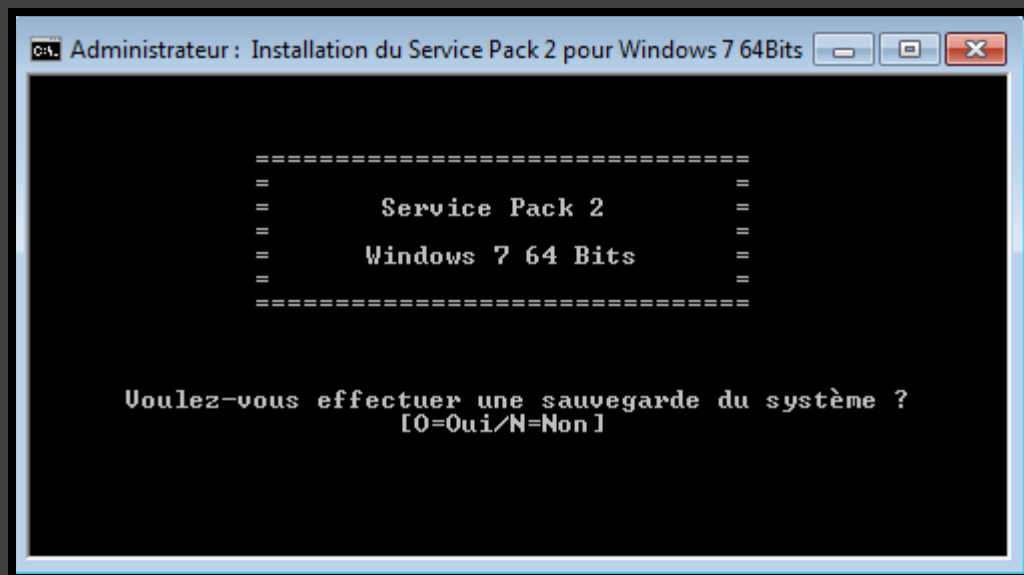 Administrateur : Installation du Service Pack 2 pour Windows 7 64Bits
===============================
= =
= Service Pack 2 =
= =
= Windows 7 64 Bits =
= =
===============================
Voulez-vous effectuer une sauvegarde du système ?
[O=Oui/N=Non]